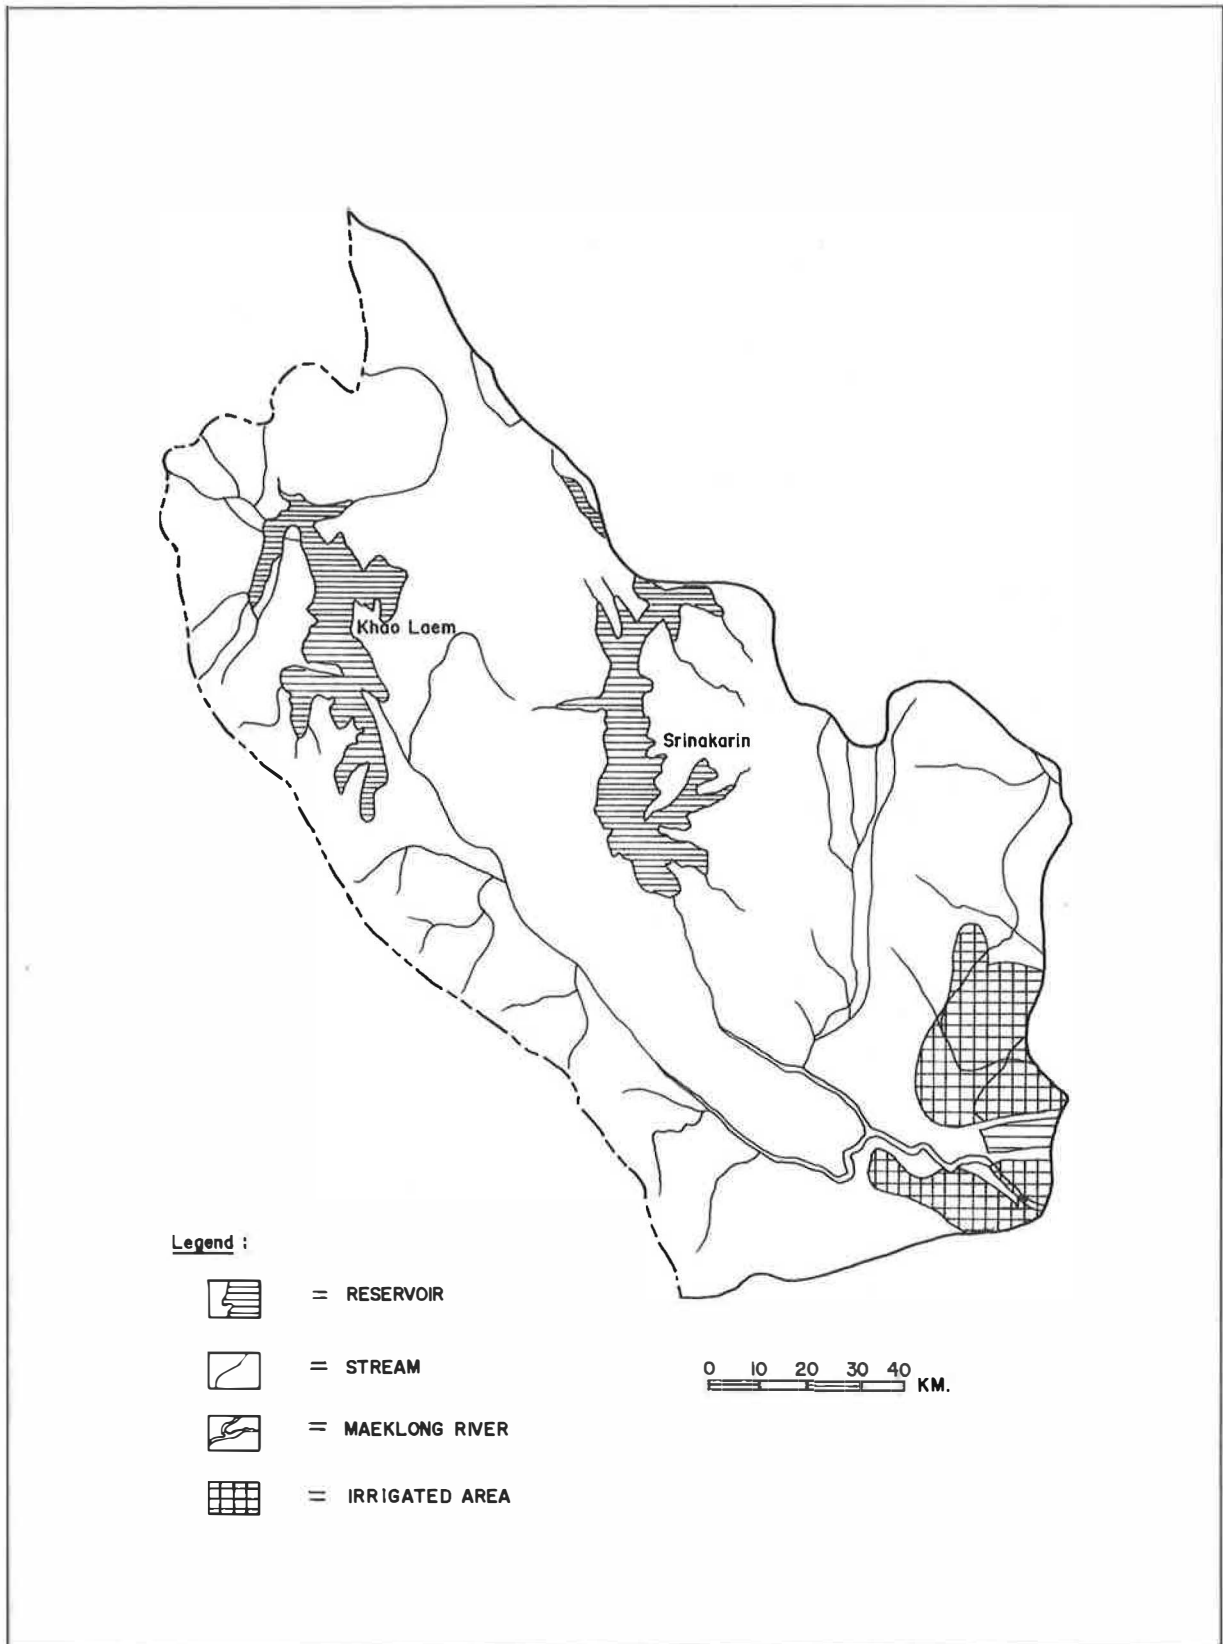 Khao Laem
Srinakarin
Legend :
= RESERVOIR
= STREAM
= MAEKLONG RIVER
= IRRIGATED AREA
0 10 20 30 40
KM.